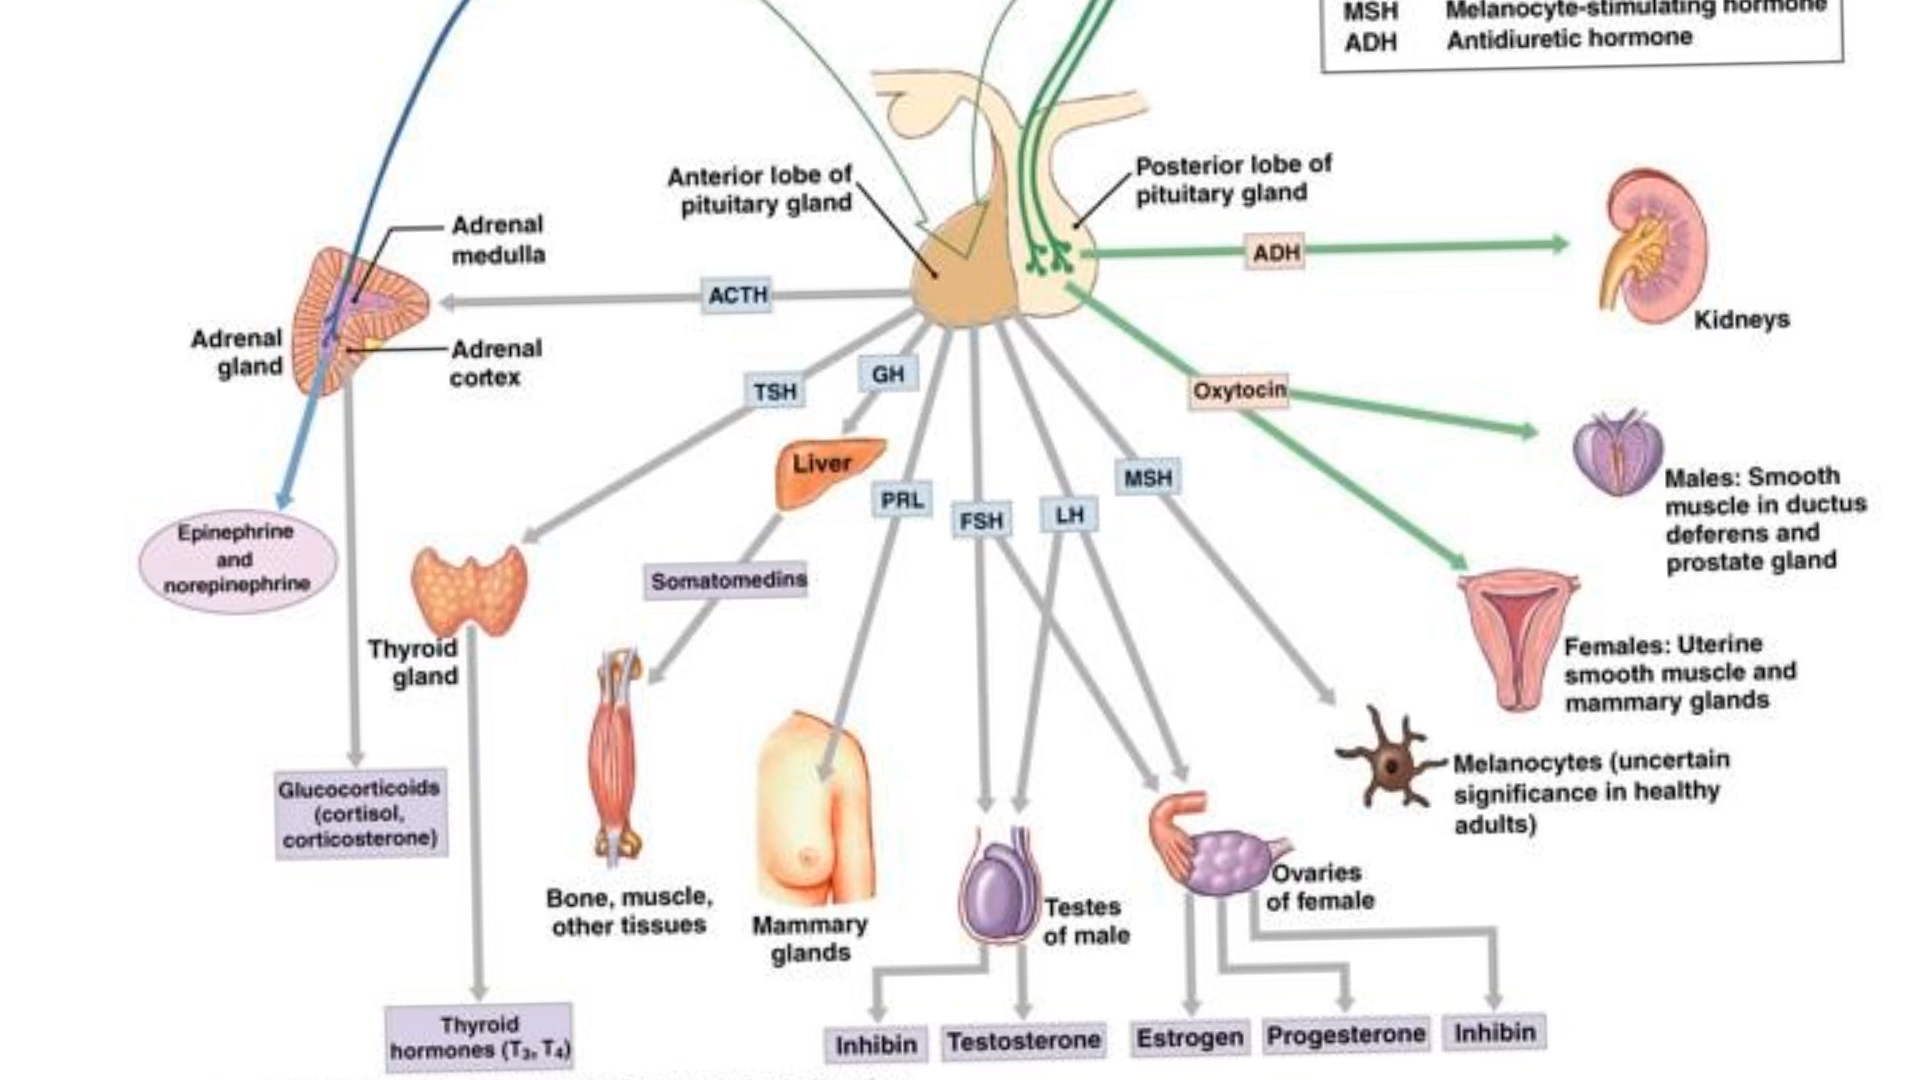 MSH Melanocyte-stimulating hormone
ADH Antidiuretic hormone
Anterior lobe of
pituitary gland
Posterior lobe of
pituitary gland
Adrenal
medulla
ADH
ACTH
Kidneys
Adrenal
gland
Adrenal
cortex
TSH
GH
Oxytocin
Liver
PRL
FSH
LH
MSH
Males: Smooth
muscle in ductus
deferens and
prostate gland
Epinephrine
and
norepinephrine
Somatomedins
Thyroid
gland
Females: Uterine
smooth muscle and
mammary glands
Glucocorticoids
(cortisol,
corticosterone)
Melanocytes (uncertain
significance in healthy
adults)
Bone, muscle,
other tissues
Mammary
glands
Testes
of male
Ovaries
of female
Thyroid
hormones (T₃, T₄)
Inhibin
Testosterone
Estrogen
Progesterone
Inhibin